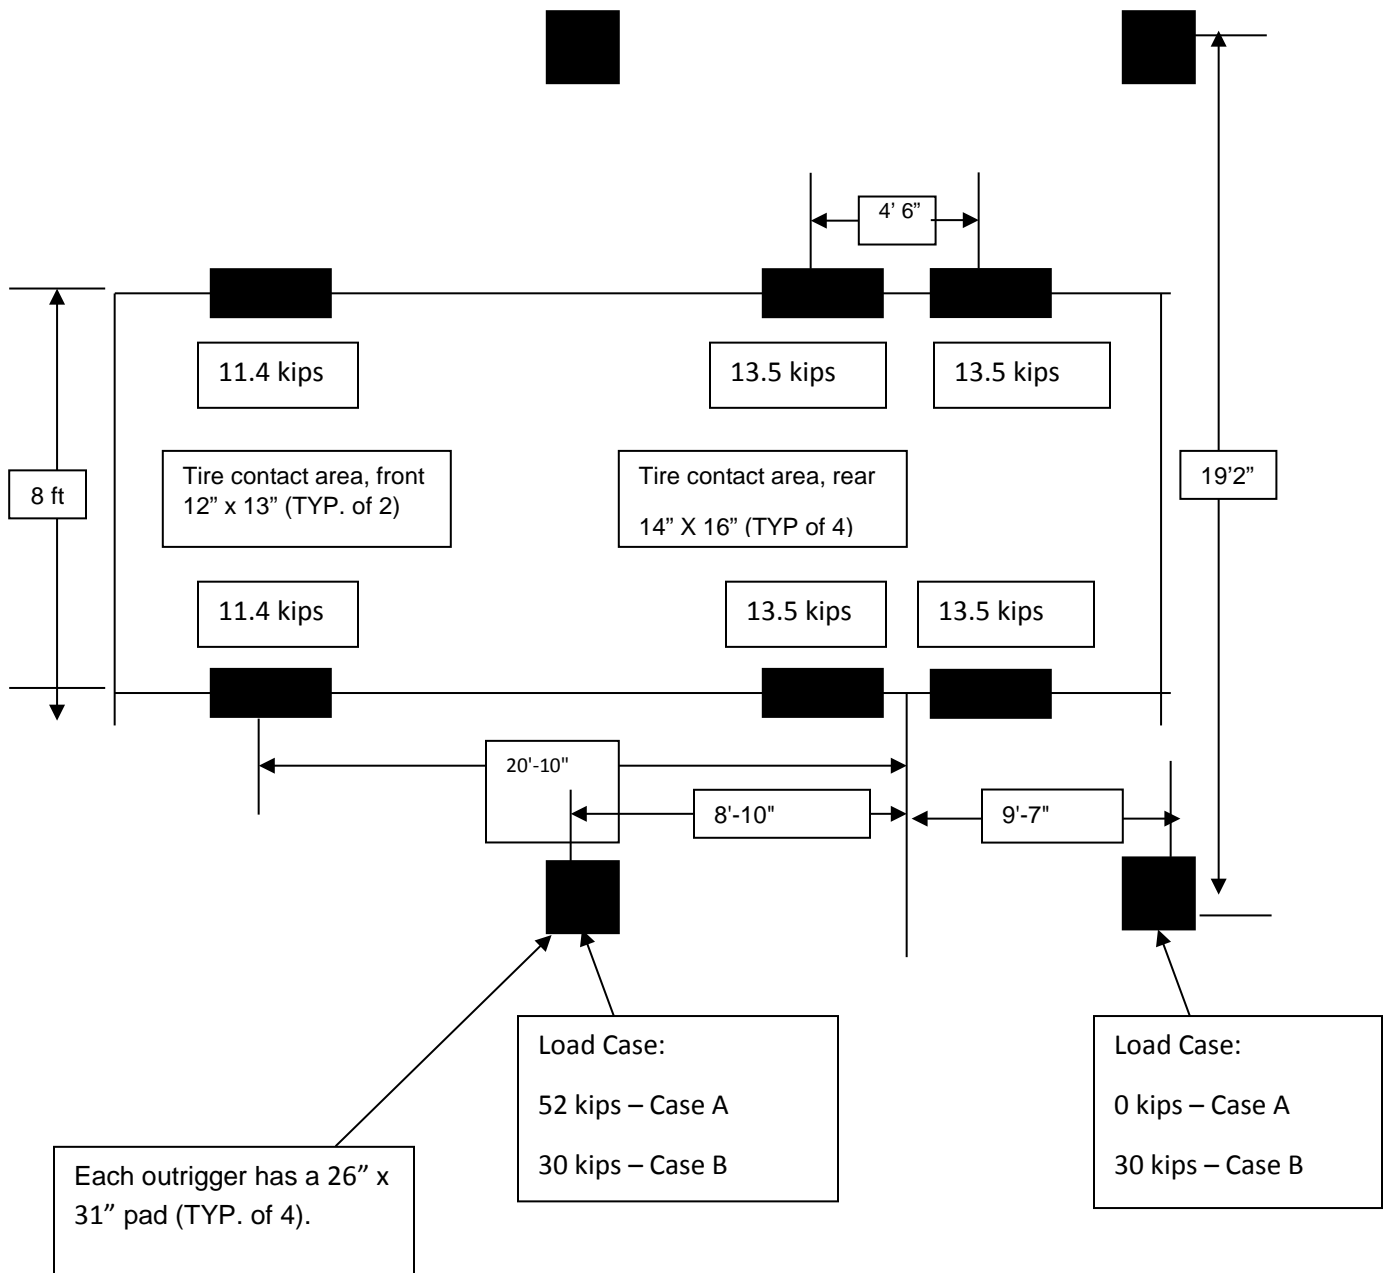 4' 6”
11.4 kips
13.5 kips
13.5 kips
8 ft
Tire contact area, front
12” x 13” (TYP. of 2)
Tire contact area, rear
14” X 16” (TYP of 4)
19’2”
11.4 kips
13.5 kips
13.5 kips
20'-10"
8'-10"
9'-7"
Load Case:
52 kips – Case A
30 kips – Case B
Load Case:
0 kips – Case A
30 kips – Case B
Each outrigger has a 26” x
31” pad (TYP. of 4).